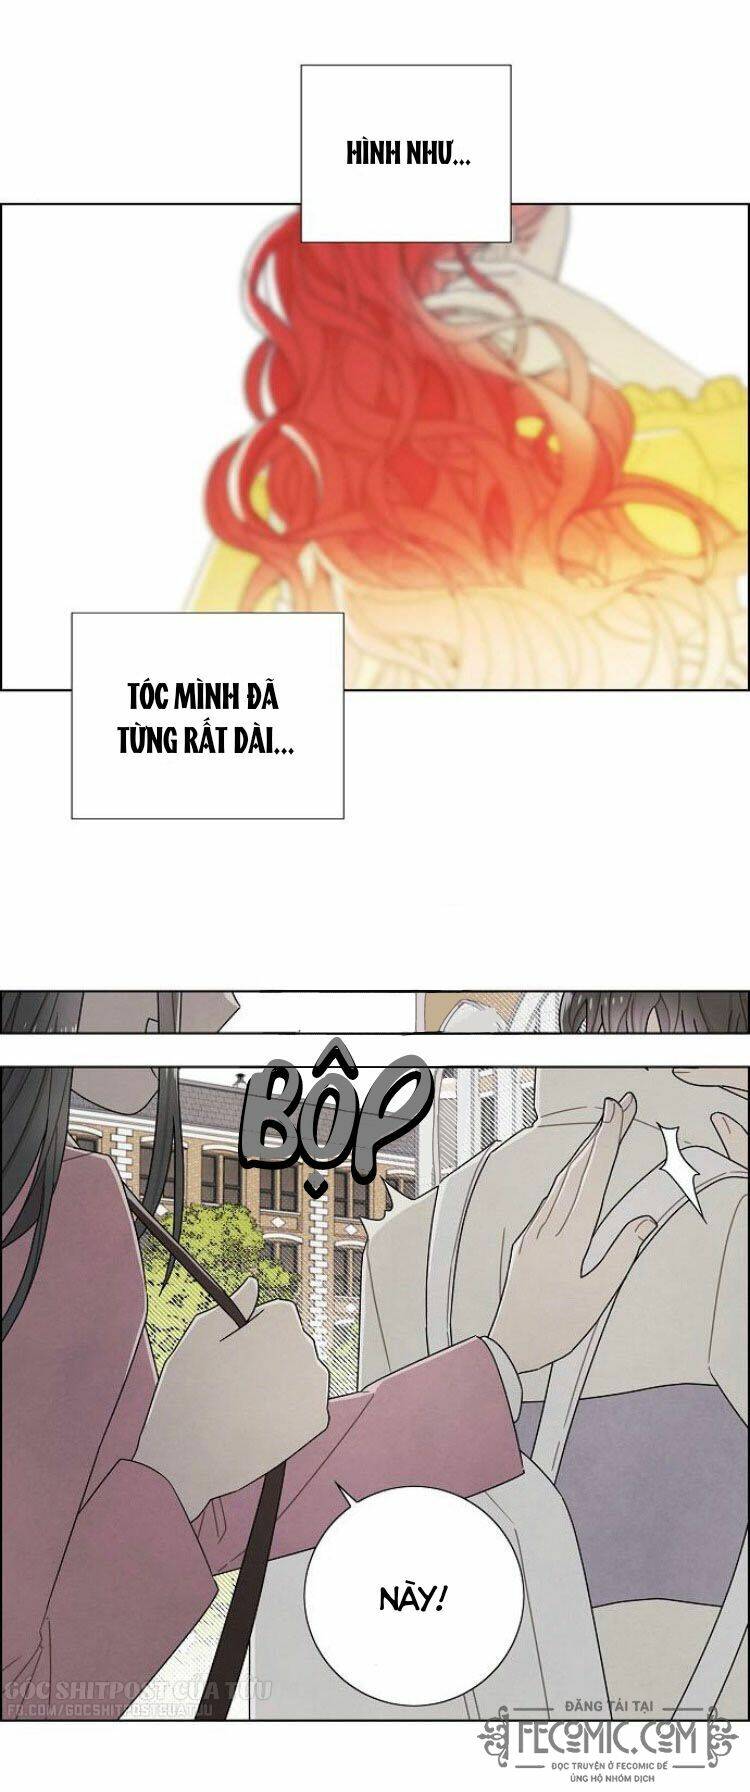 HÌNH NHƯ...
TÓC MÌNH ĐÃ
TỪNG RẤT DÀI...
BỘP
NÀY!
GÓC SHITPOST CỦA TỬU
FB.COM/GOCSHITPOSTCUATUU
ĐĂNG TẢI TẠI
FECOMIC.COM
ĐỌC TRUYỆN Ở FECOMIC ĐỂ
ỦNG HỘ NHÓM DỊCH